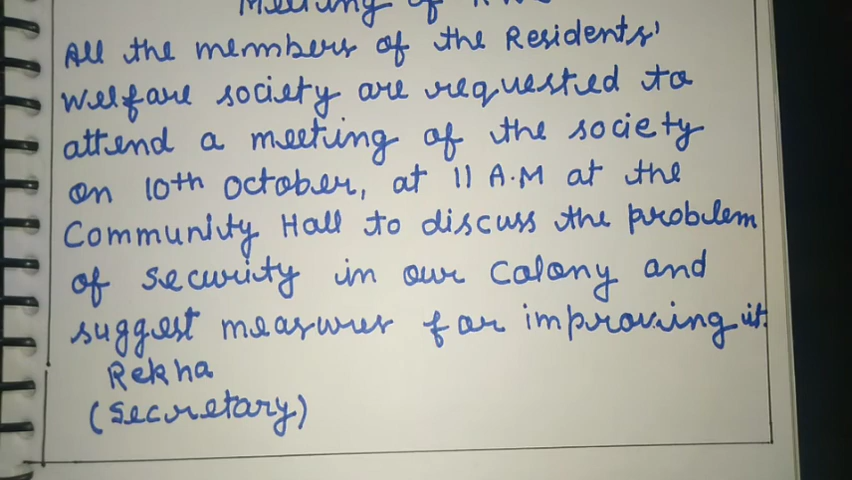 Meeting of
All the members of the Residents'
Welfare society are requested to
attend a meeting of the society
on 10th October, at 11 A.M at the
Community Hall to discuss the problem
of security in our Colony and
suggest measures for improving it.
Rekha
(Secretary)